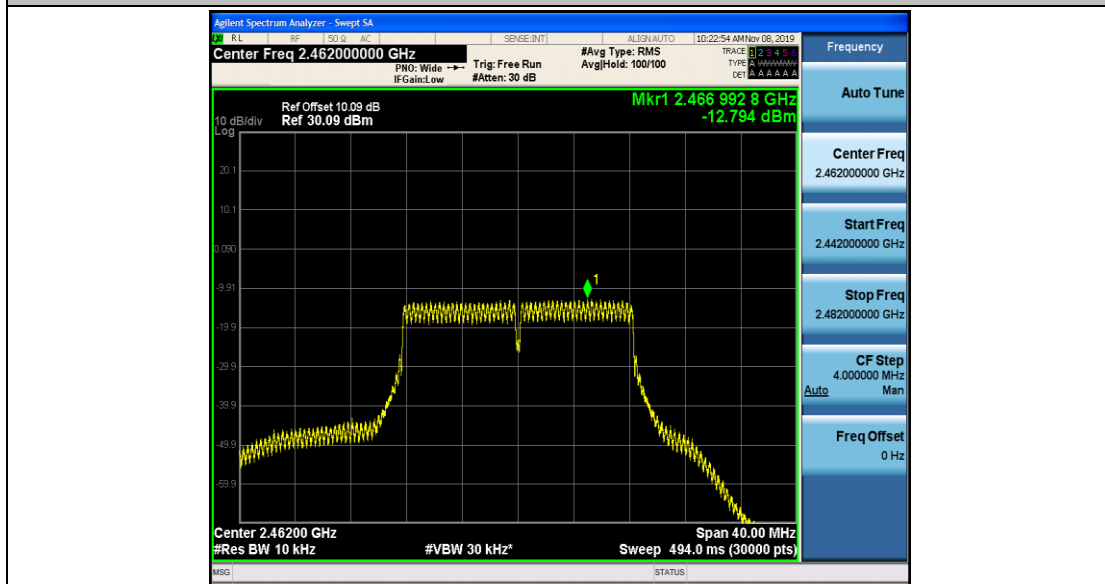 Agilent Spectrum Analyzer - Swept SA
RL RF 50 Ω AC SENSE:INT ALIGN AUTO 10:22:54 AM Nov 08, 2019
Center Freq 2.462000000 GHz
PNO: Wide
IFGain:Low
Trig: Free Run
#Atten: 30 dB
#Avg Type: RMS
Avg|Hold: 100/100
TRACE 1 2 3 4 5 6
TYPE A WWWWW
DET A A A A A A
Mkr1 2.466 992 8 GHz
-12.794 dBm
Ref Offset 10.09 dB
10 dB/div Ref 30.09 dBm
Log
20.1
10.1
0.090
-9.91
-19.9
-29.9
-39.9
-49.9
-59.9
1
Center 2.46200 GHz Span 40.00 MHz
#Res BW 10 kHz #VBW 30 kHz* Sweep 494.0 ms (30000 pts)
MSG STATUS
Frequency
Auto Tune
Center Freq
2.462000000 GHz
Start Freq
2.442000000 GHz
Stop Freq
2.482000000 GHz
CF Step
4.000000 MHz
Auto Man
Freq Offset
0 Hz